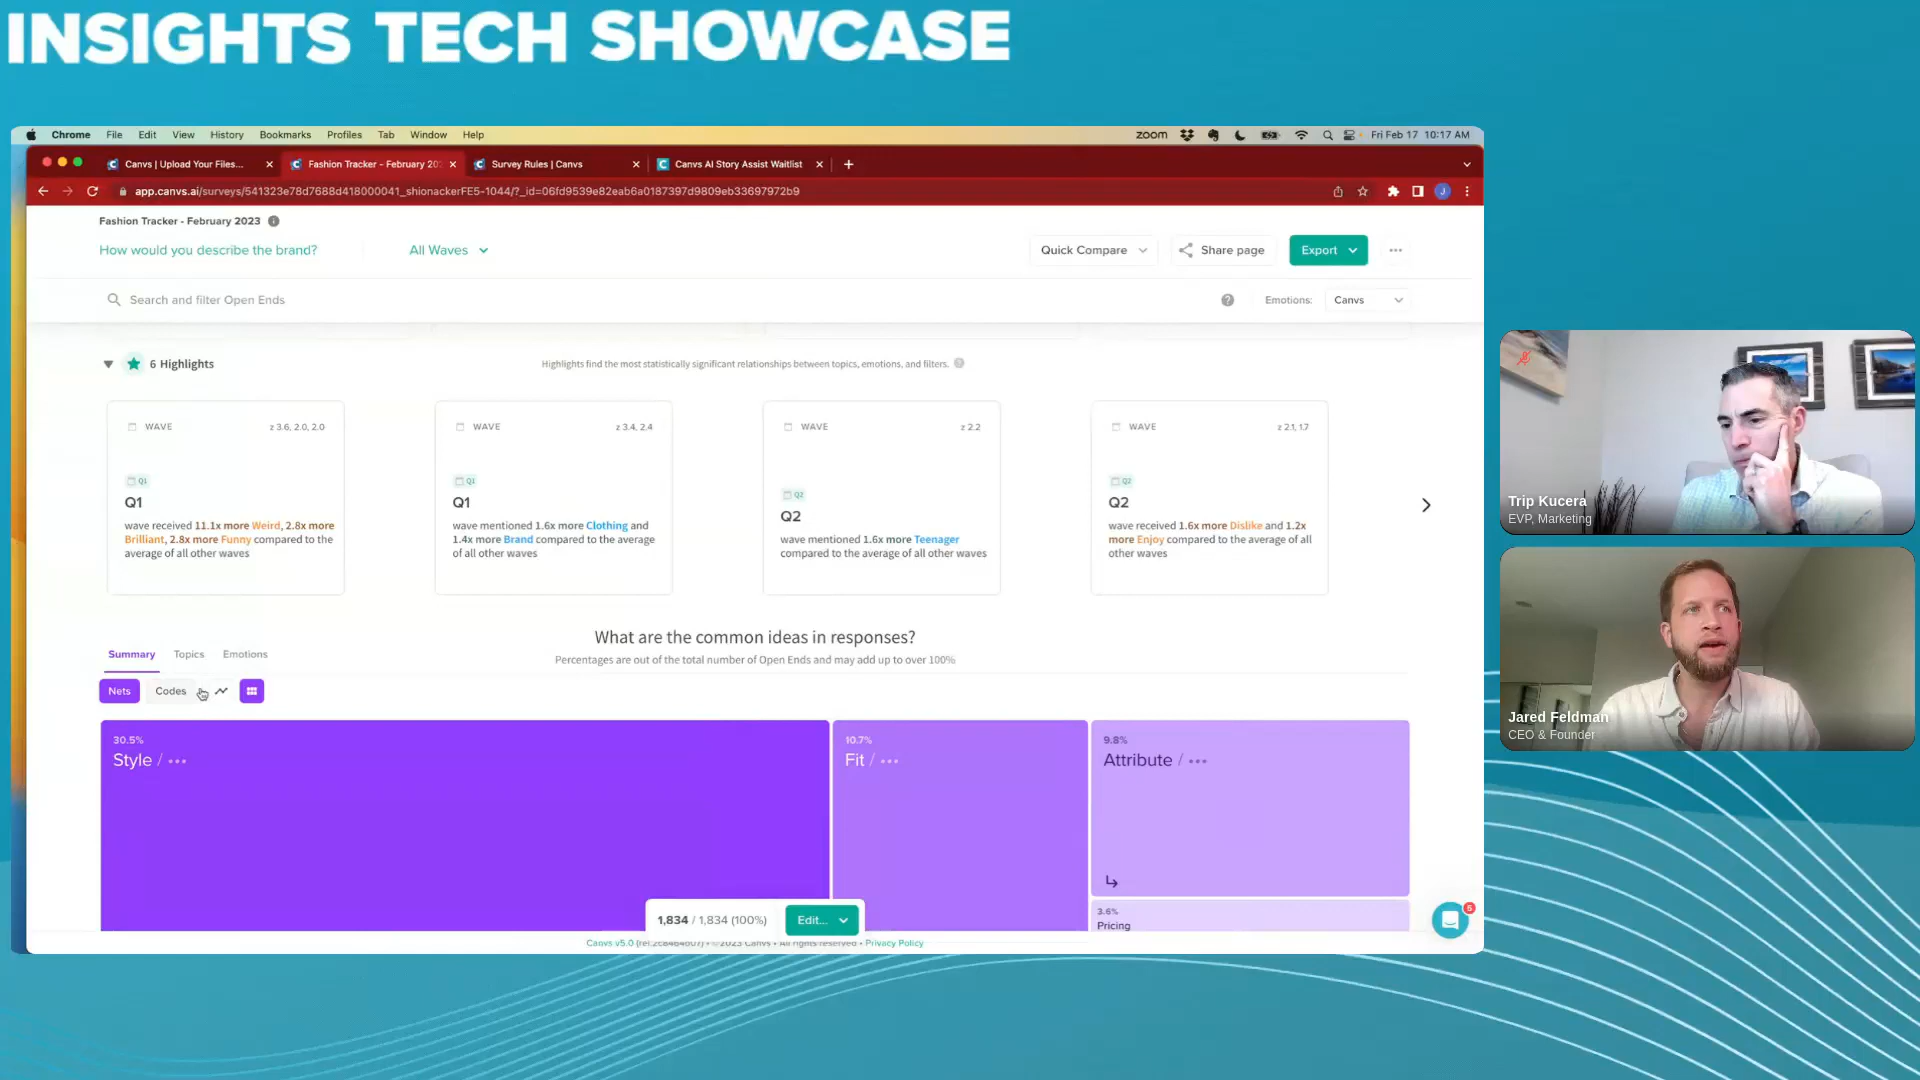 INSIGHTS TECH SHOWCASE
Chrome File Edit View History Bookmarks Profiles Tab Window Help
zoom Fri Feb 17 10:17 AM
Canvs | Upload Your Files...
Fashion Tracker - February 202
Survey Rules | Canvs
Canvs AI Story Assist Waitlist
app.canvs.ai/surveys/541323e78d7688d418000041_shionackerFE5-1044/?_id=06fd9539e82eab6a0187397d9809eb33697972b9
J
Fashion Tracker - February 2023
How would you describe the brand?
All Waves
Quick Compare
Share page
Export
Search and filter Open Ends
Emotions:
Canvs
6 Highlights
Highlights find the most statistically significant relationships between topics, emotions, and filters.
WAVE
z 3.6, 2.0, 2.0
Q1
Q1
wave received 11.1x more Weird, 2.8x more
Brilliant, 2.8x more Funny compared to the
average of all other waves
WAVE
z 3.4, 2.4
Q1
Q1
wave mentioned 1.6x more Clothing and
1.4x more Brand compared to the average
of all other waves
WAVE
z 2.2
Q2
Q2
wave mentioned 1.6x more Teenager
compared to the average of all other waves
WAVE
z 2.1, 1.7
Q2
Q2
wave received 1.6x more Dislike and 1.2x
more Enjoy compared to the average of all
other waves
What are the common ideas in responses?
Percentages are out of the total number of Open Ends and may add up to over 100%
Summary Topics Emotions
Nets Codes
30.5%
Style / •••
10.7%
Fit / •••
9.8%
Attribute / •••
3.6%
Pricing
1,834 / 1,834 (100%)
Edit...
5
©2023 Canvs • All rights reserved • Privacy Policy
Trip Kucera
EVP, Marketing
Jared Feldman
CEO & Founder